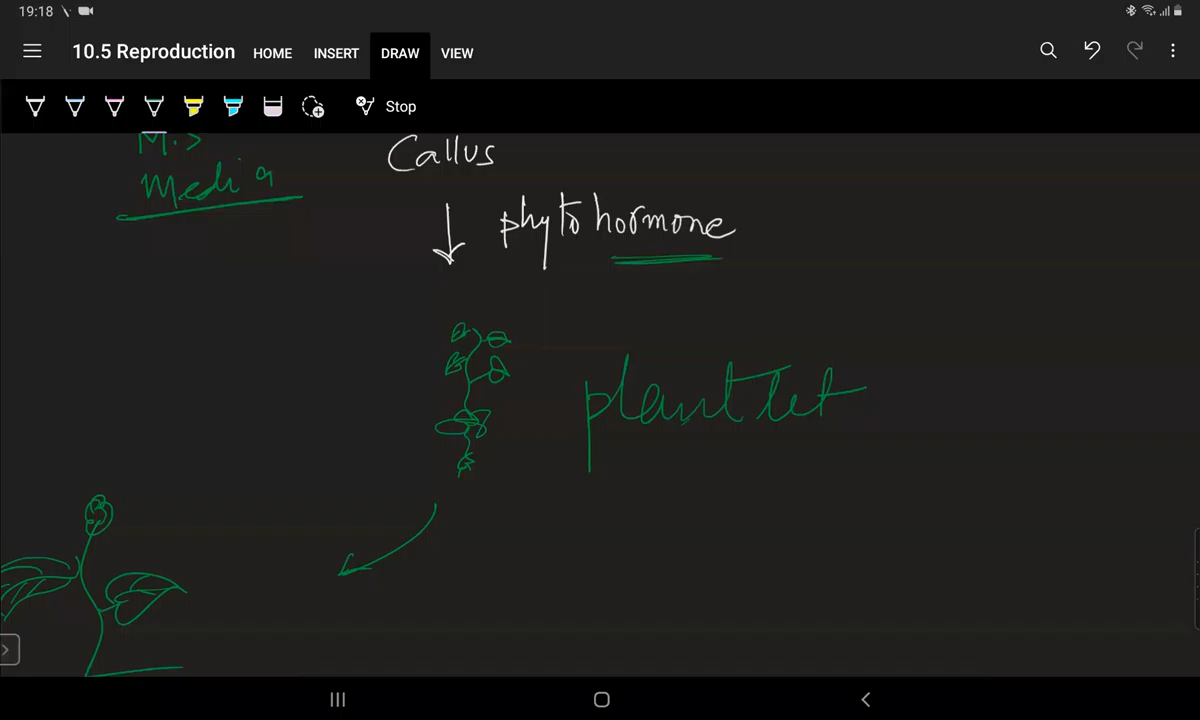 19:18
10.5 Reproduction HOME INSERT DRAW VIEW
Stop
M.S
Media
Callus
phytohormone
plantlet